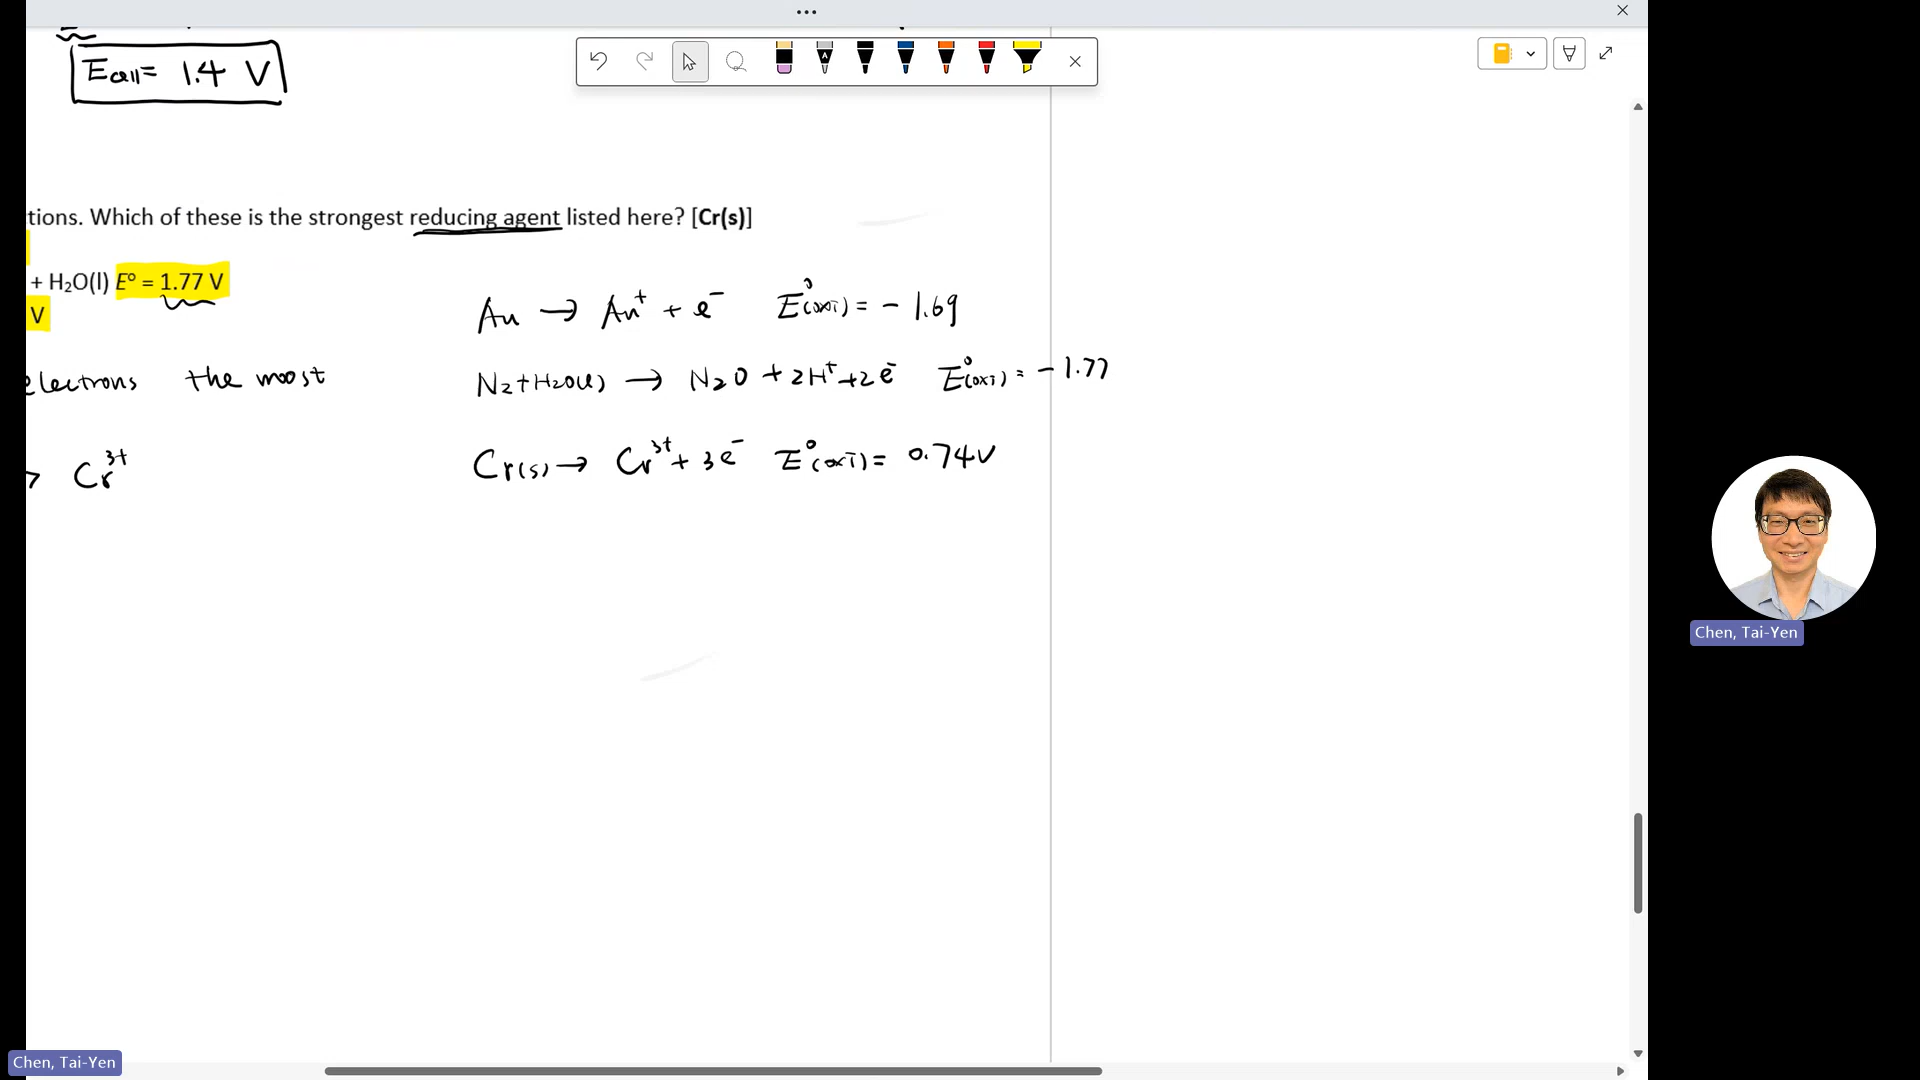 Ecell = 1.4 V
tions. Which of these is the strongest reducing agent listed here? [Cr(s)]
+ H₂O(l) E° = 1.77 V
V
electrons the most
Cr³⁺
Au → Au⁺ + e⁻ E°(oxi) = - 1.69
N2 + H2O(l) → N2O + 2H⁺ + 2e⁻ E°(oxi) = - 1.77
Cr(s) → Cr³⁺ + 3e⁻ E°(oxi) = 0.74V
Chen, Tai-Yen
Chen, Tai-Yen